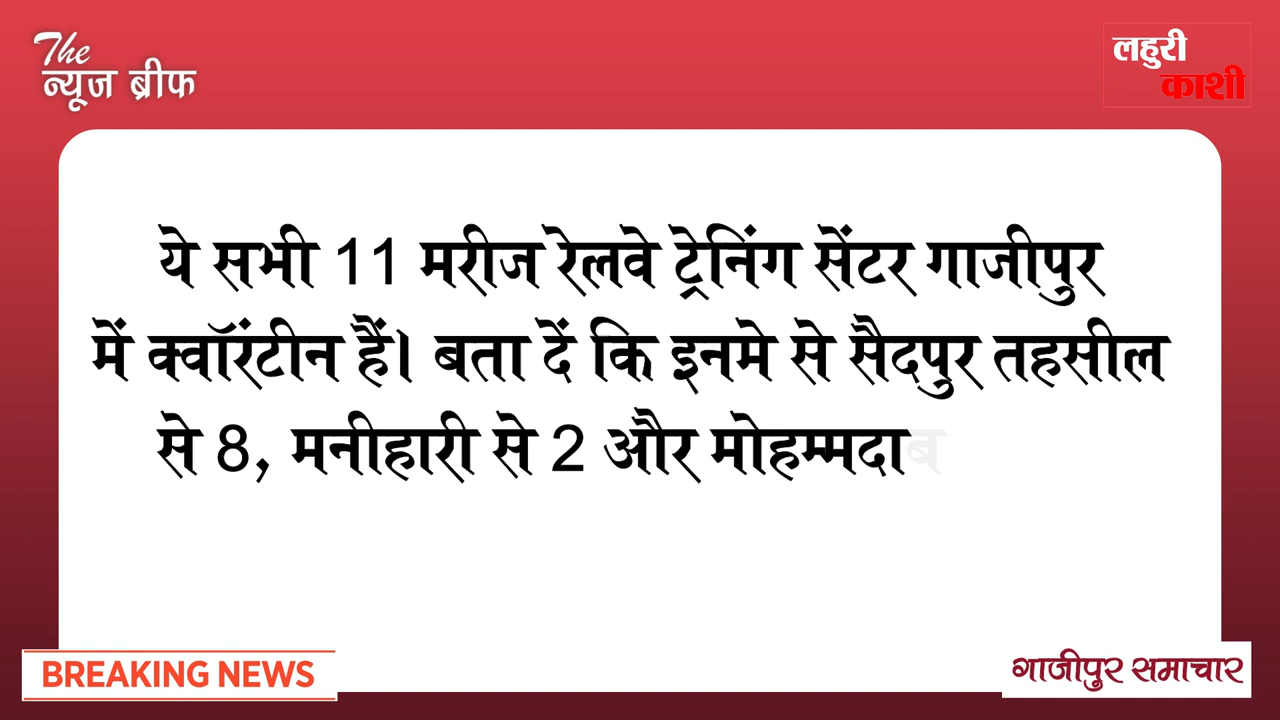 The
न्यूज ब्रीफ
लहुरी
काशी
ये सभी 11 मरीज रेलवे ट्रेनिंग सेंटर गाजीपुर
में क्वॉरंटीन हैं। बता दें कि इनमे से सैदपुर तहसील
से 8, मनीहारी से 2 और मोहम्मदाब
BREAKING NEWS
गाजीपुर समाचार